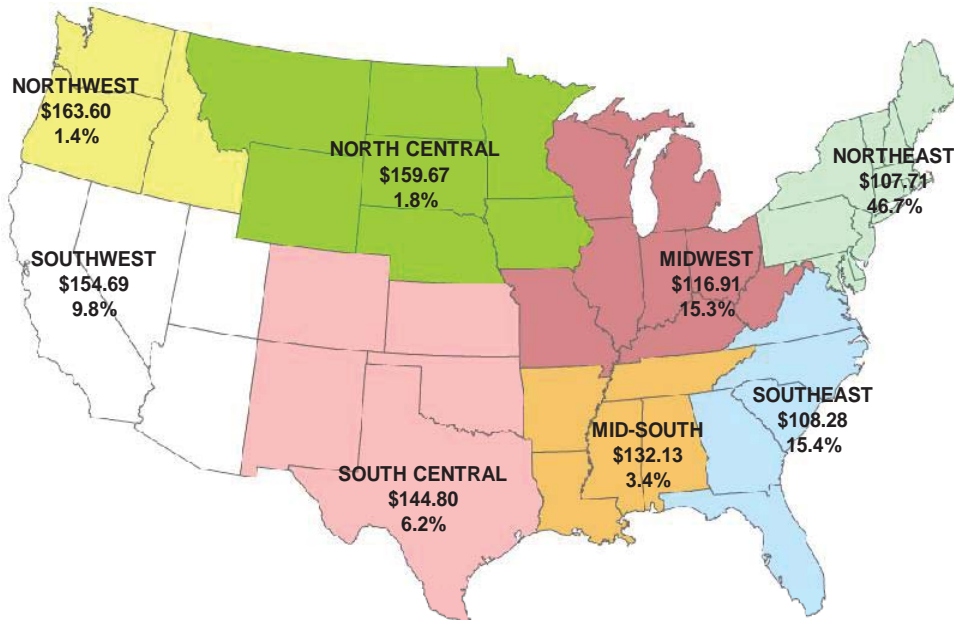 NORTHWEST
$163.60
1.4%
NORTH CENTRAL
$159.67
1.8%
NORTHEAST
$107.71
46.7%
SOUTHWEST
$154.69
9.8%
MIDWEST
$116.91
15.3%
SOUTHEAST
$108.28
15.4%
MID-SOUTH
$132.13
3.4%
SOUTH CENTRAL
$144.80
6.2%